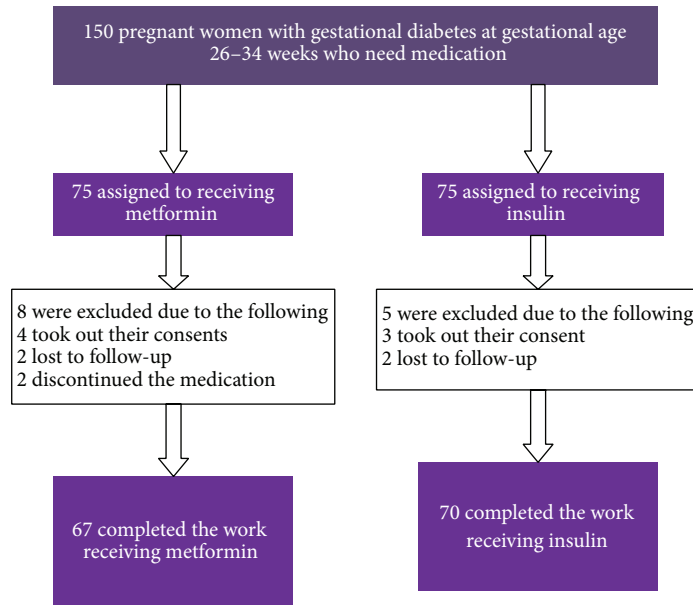 150 pregnant women with gestational diabetes at gestational age
26–34 weeks who need medication
75 assigned to receiving
metformin
75 assigned to receiving
insulin
8 were excluded due to the following
4 took out their consents
2 lost to follow-up
2 discontinued the medication
5 were excluded due to the following
3 took out their consent
2 lost to follow-up
67 completed the work
receiving metformin
70 completed the work
receiving insulin